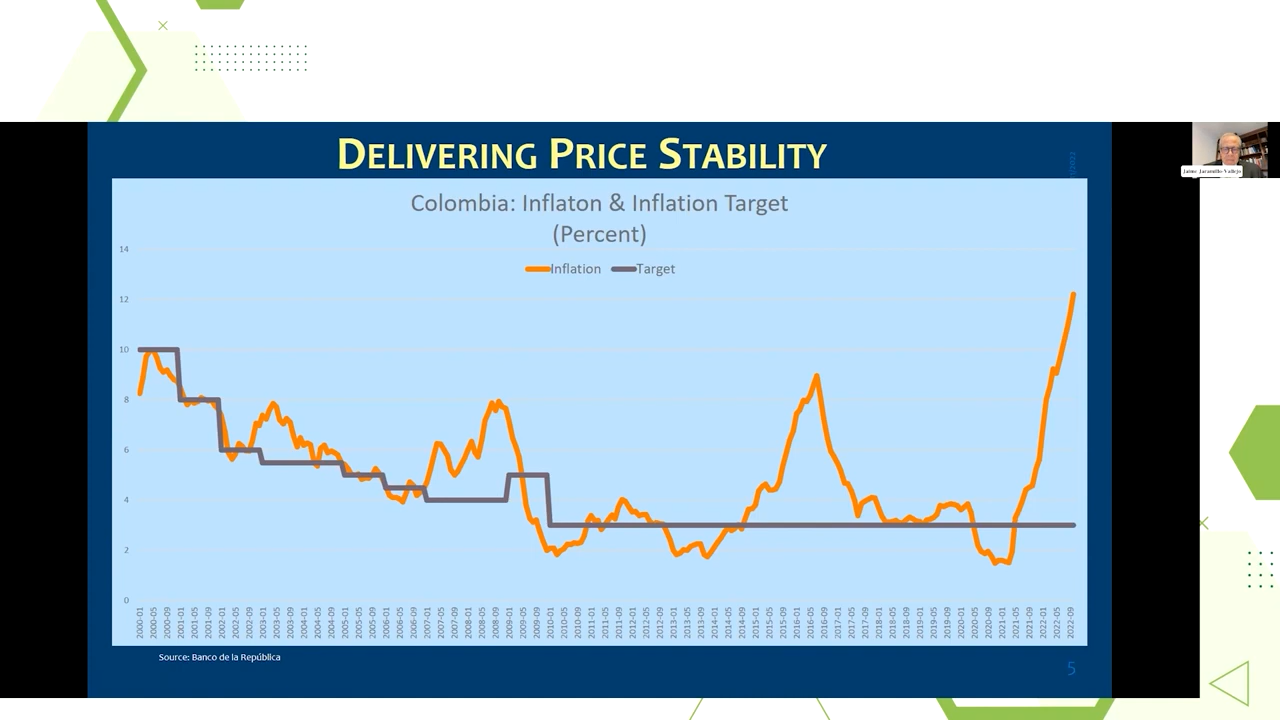 DELIVERING PRICE STABILITY
Jaime Jaramillo-Vallejo
Colombia: Inflaton & Inflation Target
(Percent)
Inflation Target
14
12
10
8
6
4
2
0
2000-01 2000-05 2000-09 2001-01 2001-05 2001-09 2002-01 2002-05 2002-09 2003-01 2003-05 2003-09 2004-01 2004-05 2004-09 2005-01 2005-05 2005-09 2006-01 2006-05 2006-09 2007-01 2007-05 2007-09 2008-01 2008-05 2008-09 2009-01 2009-05 2009-09 2010-01 2010-05 2010-09 2011-01 2011-05 2011-09 2012-01 2012-05 2012-09 2013-01 2013-05 2013-09 2014-01 2014-05 2014-09 2015-01 2015-05 2015-09 2016-01 2016-05 2016-09 2017-01 2017-05 2017-09 2018-01 2018-05 2018-09 2019-01 2019-05 2019-09 2020-01 2020-05 2020-09 2021-01 2021-05 2021-09 2022-01 2022-05 2022-09
Source: Banco de la República
5